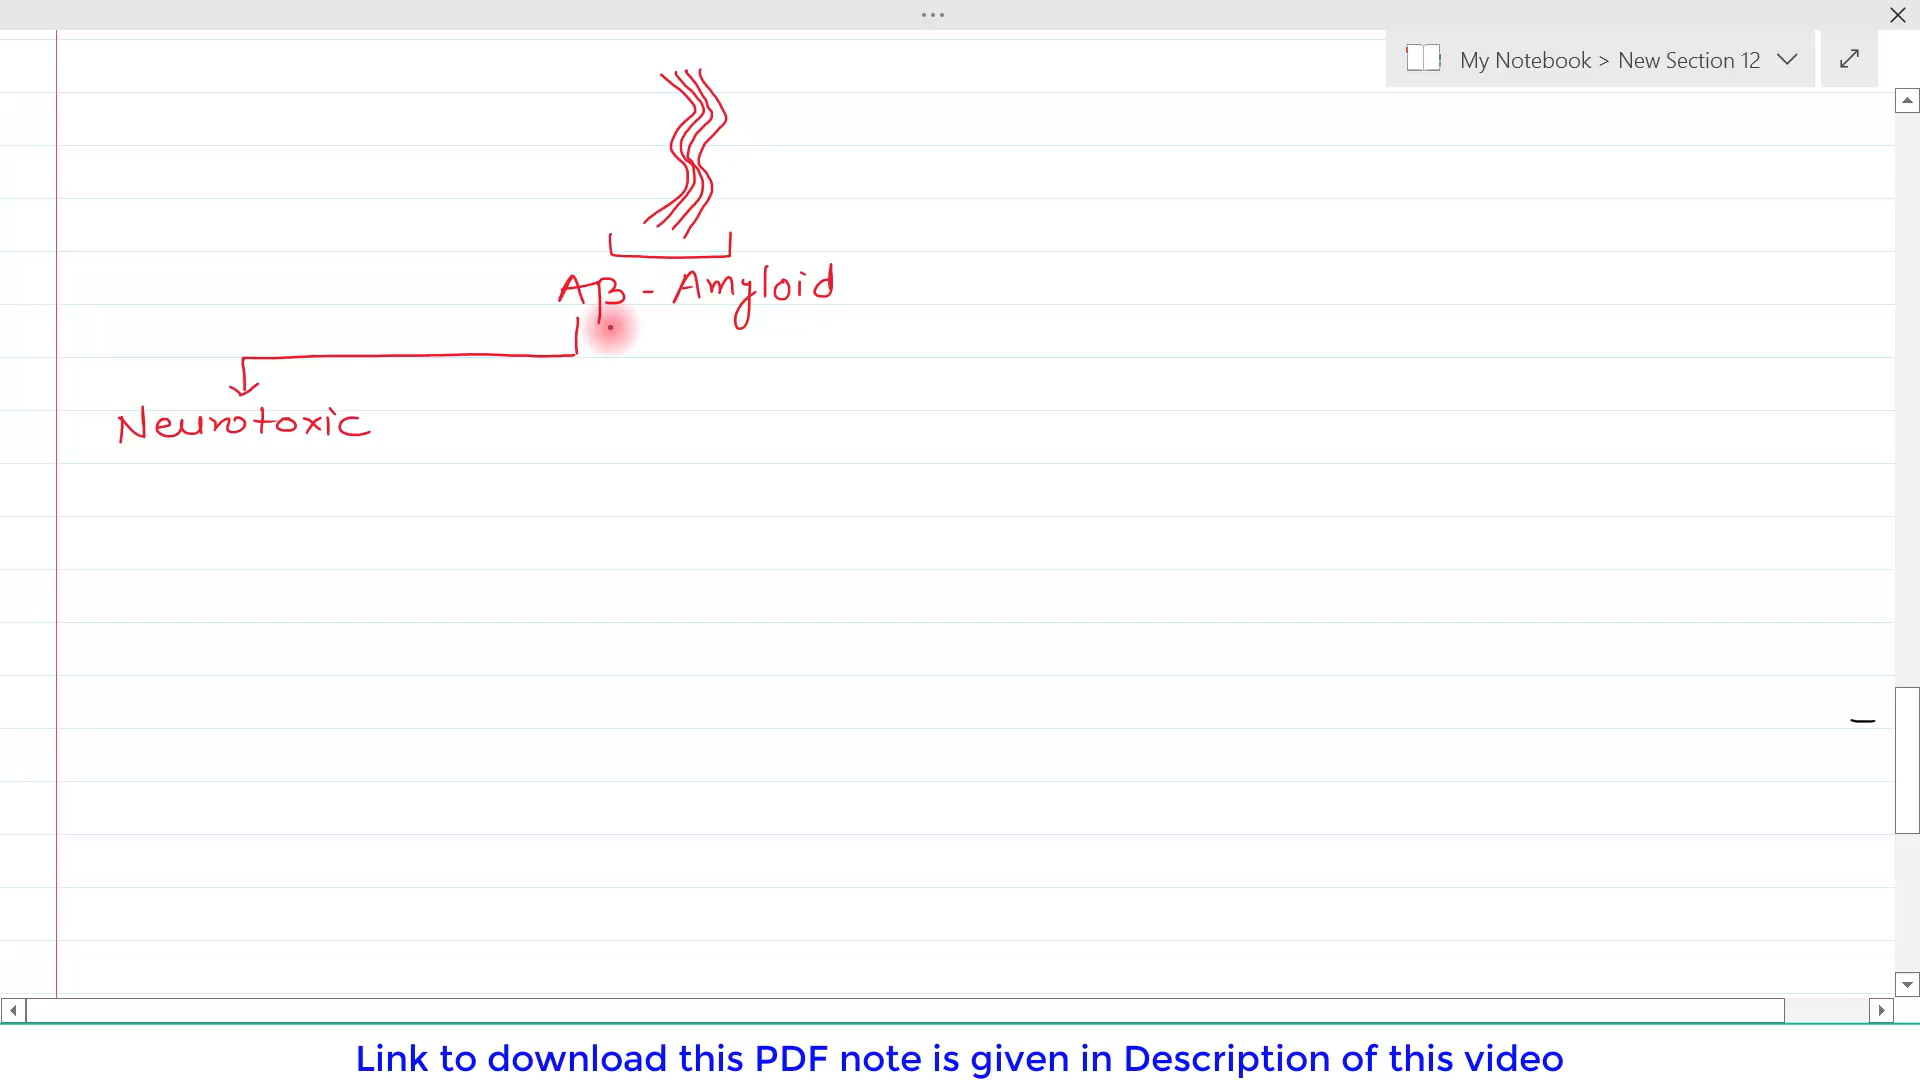 My Notebook > New Section 12
Aβ - Amyloid
Neurotoxic
Link to download this PDF note is given in Description of this video